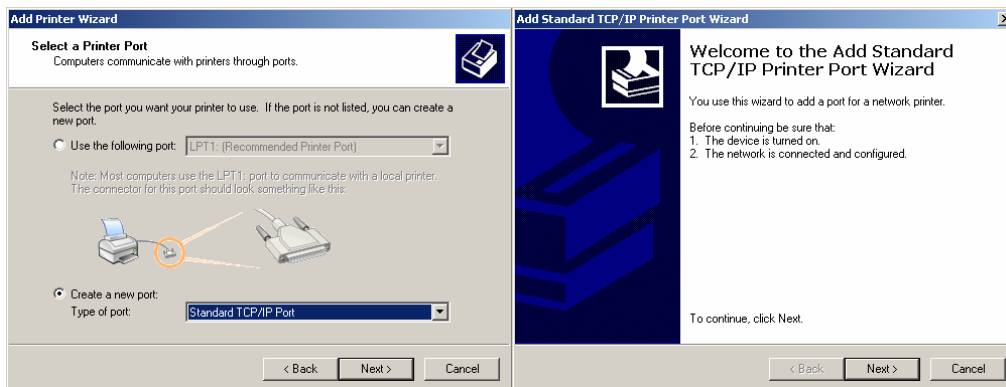 Add Printer Wizard
Select a Printer Port
Computers communicate with printers through ports.
Select the port you want your printer to use. If the port is not listed, you can create a
new port.
Use the following port: LPT1: (Recommended Printer Port)
Note: Most computers use the LPT1: port to communicate with a local printer.
The connector for this port should look something like this:
Create a new port:
Type of port: Standard TCP/IP Port
< Back Next > Cancel
Add Standard TCP/IP Printer Port Wizard
Welcome to the Add Standard
TCP/IP Printer Port Wizard
You use this wizard to add a port for a network printer.
Before continuing be sure that:
1. The device is turned on.
2. The network is connected and configured.
To continue, click Next.
< Back Next > Cancel